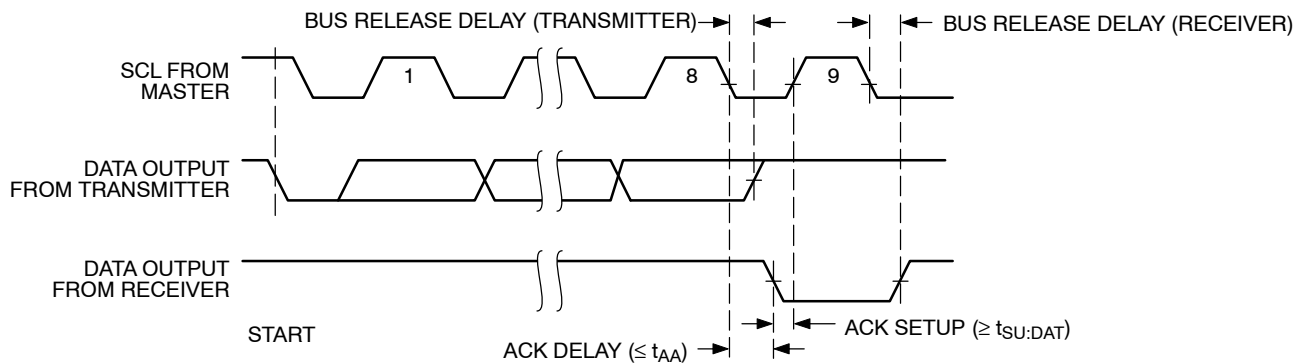 BUS RELEASE DELAY (TRANSMITTER)
BUS RELEASE DELAY (RECEIVER)
SCL FROM
MASTER
1
8
9
DATA OUTPUT
FROM TRANSMITTER
DATA OUTPUT
FROM RECEIVER
START
ACK SETUP (≥ tSU:DAT)
ACK DELAY (≤ tAA)